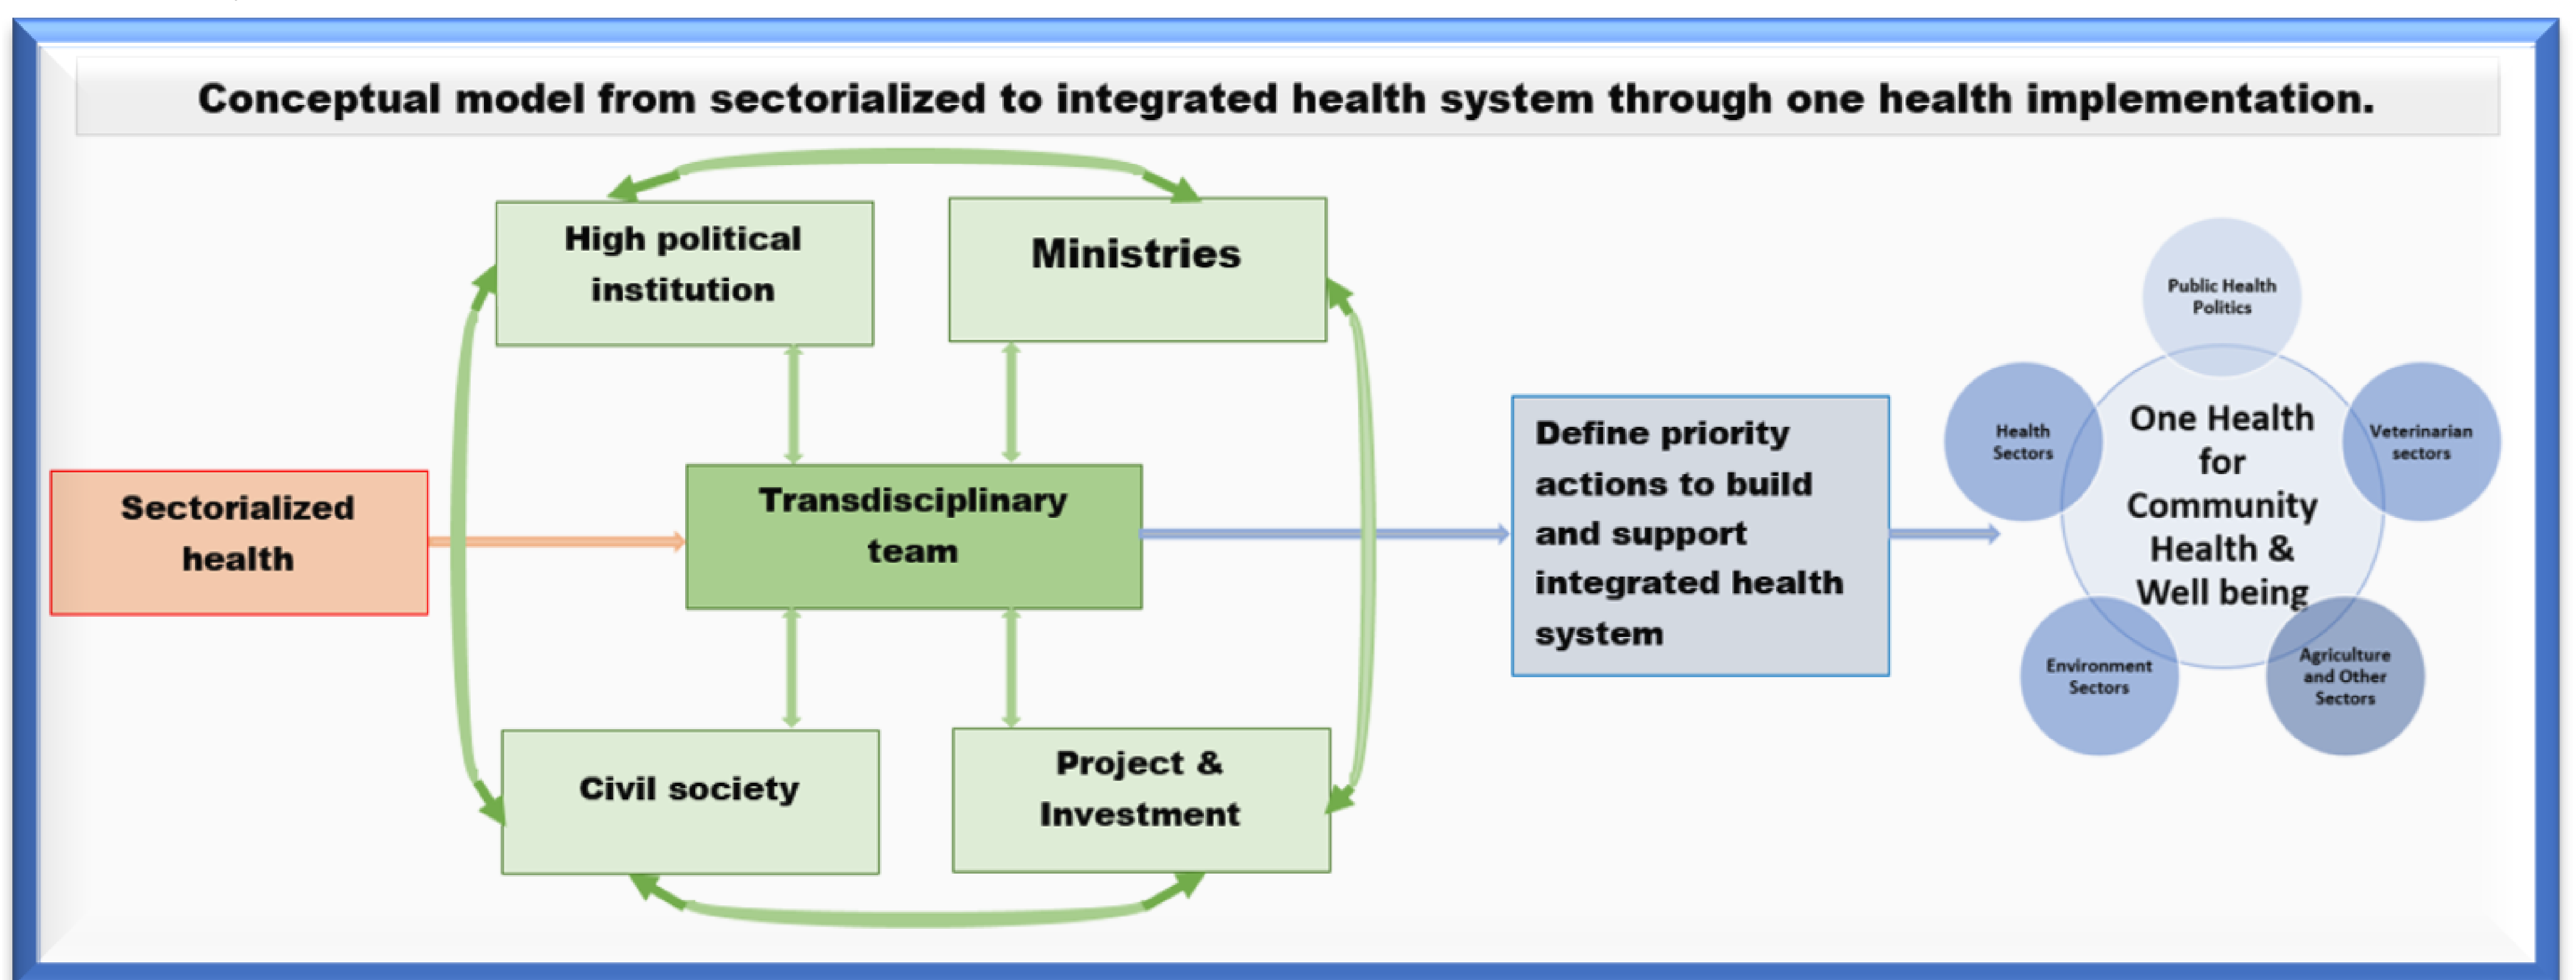 Conceptual model from sectorialized to integrated health system through one health implementation.
High political
institution
Ministries
Sectorialized
health
Transdisciplinary
team
Civil society
Project &
Investment
Define priority
actions to build
and support
integrated health
system
Public Health
Politics
Health
Sectors
Veterinarian
sectors
One Health
for
Community
Health &
Well being
Environment
Sectors
Agriculture
and Other
Sectors